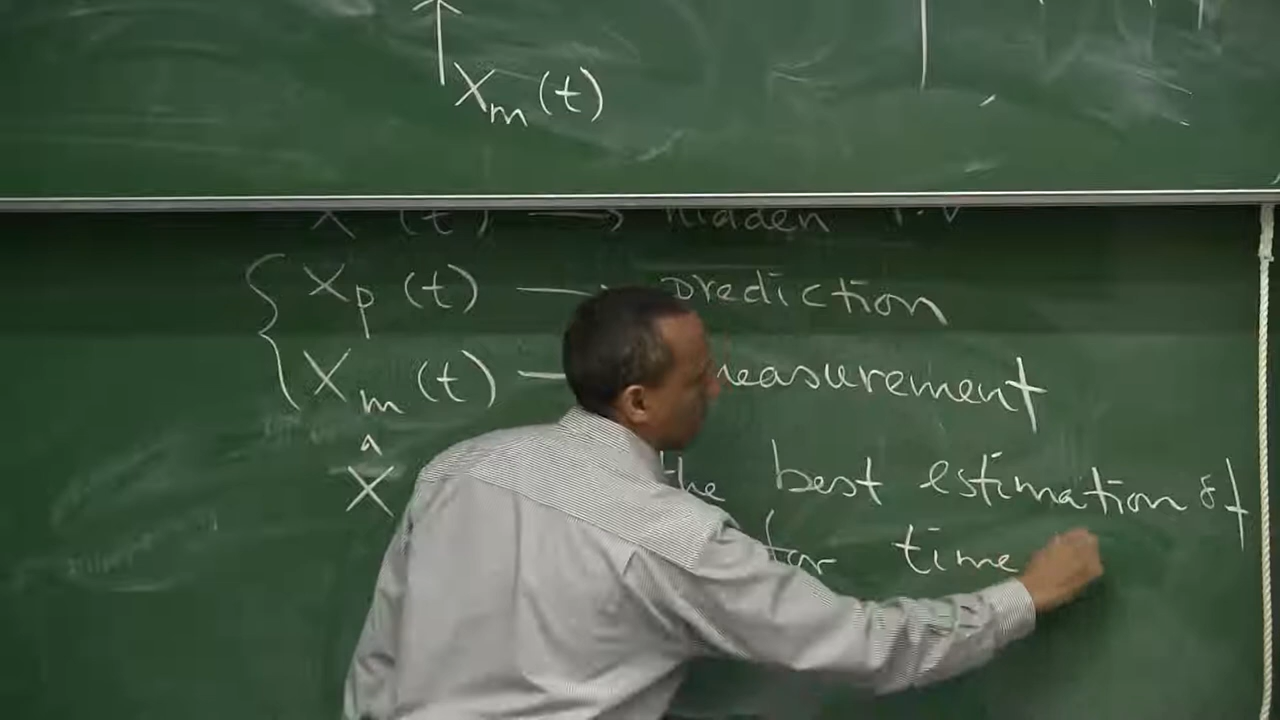 Xm(t)
X (t) → hidden r.v
{ Xp(t) → prediction
Xm(t) — measurement
X̂ the best estimation of
for time